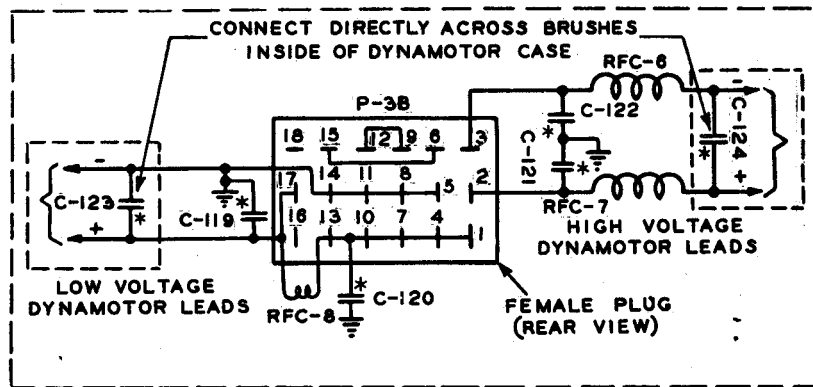 CONNECT DIRECTLY ACROSS BRUSHES
INSIDE OF DYNAMOTOR CASE
RFC-6
P-3B
C-122
C-121
C-124
18 15 12 9 6 3
17 14 11 8 5 2
16 13 10 7 4 1
-
+
*
C-123
*
C-119
*
*
*
*
-
+
RFC-7
HIGH VOLTAGE
DYNAMOTOR LEADS
LOW VOLTAGE
DYNAMOTOR LEADS
RFC-8
*
C-120
FEMALE PLUG
(REAR VIEW)